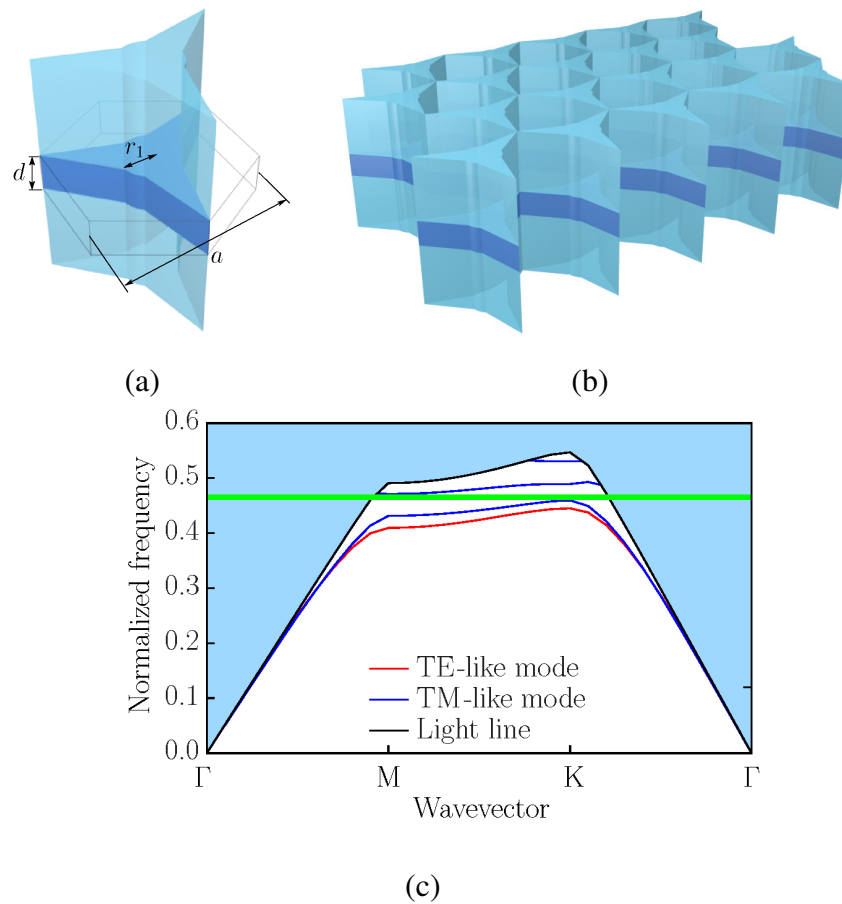 d
r₁
a
(a)
(b)
Normalized frequency
0.6
0.5
0.4
0.3
0.2
0.1
0.0
TE-like mode
TM-like mode
Light line
Γ
M
K
Γ
Wavevector
(c)